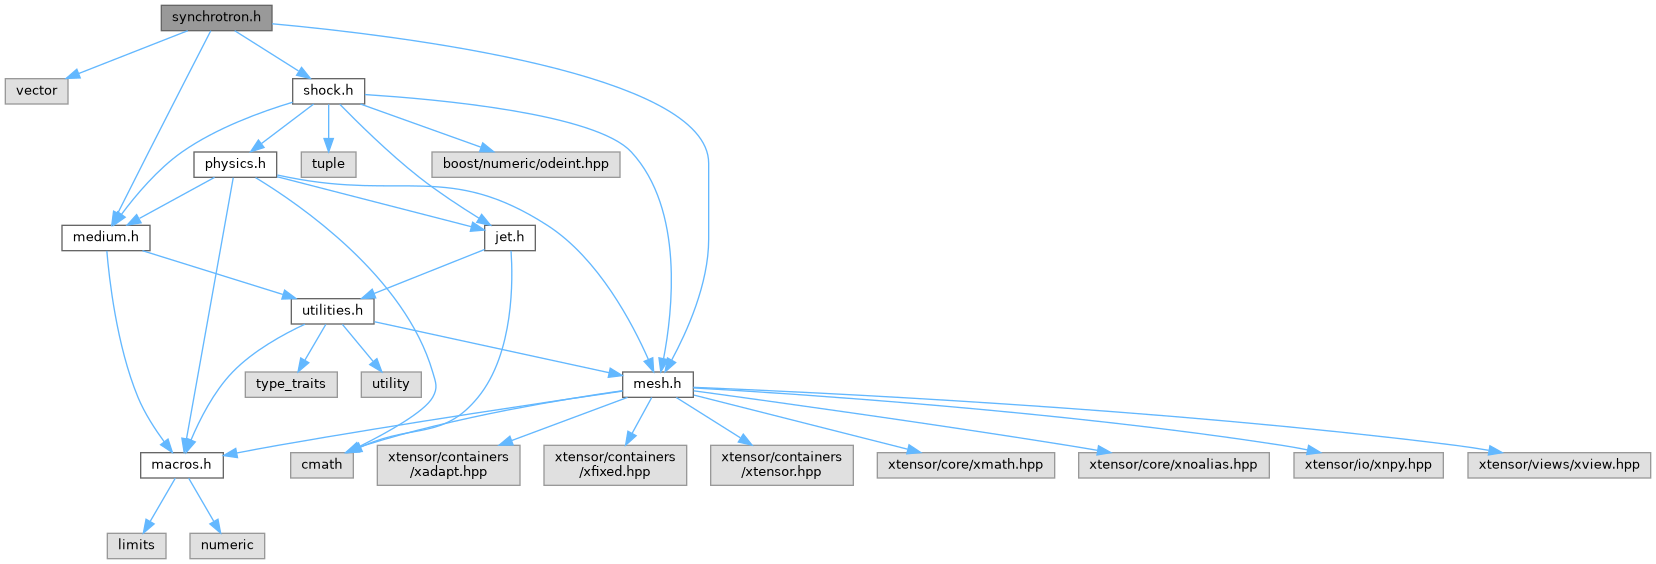 synchrotron.h
vector
shock.h
physics.h
tuple
boost/numeric/odeint.hpp
medium.h
jet.h
utilities.h
type_traits
utility
mesh.h
macros.h
cmath
xtensor/containers
/xadapt.hpp
xtensor/containers
/xfixed.hpp
xtensor/containers
/xtensor.hpp
xtensor/core/xmath.hpp
xtensor/core/xnoalias.hpp
xtensor/io/xnpy.hpp
xtensor/views/xview.hpp
limits
numeric